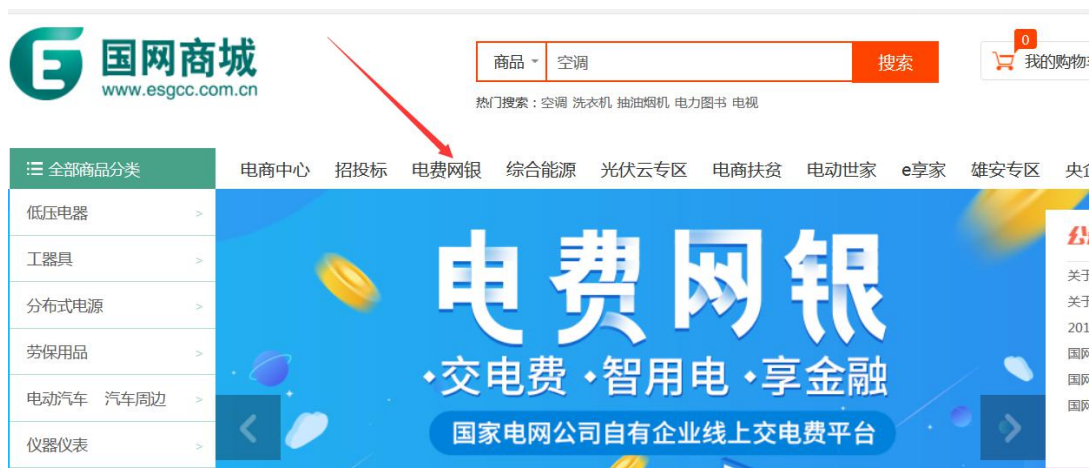 国网商城
www.esgcc.com.cn
商品 空调 搜索
0
我的购物车
热门搜索：空调 洗衣机 抽油烟机 电力图书 电视
全部商品分类 电商中心 招投标 电费网银 综合能源 光伏云专区 电商扶贫 电动世家 e享家 雄安专区 央企
低压电器 >
工器具 >
分布式电源 >
劳保用品 >
电动汽车 汽车周边 >
仪器仪表 >
电费网银
·交电费 ·智用电 ·享金融
国家电网公司自有企业线上交电费平台
关于
关于
201
国网
国网
国网